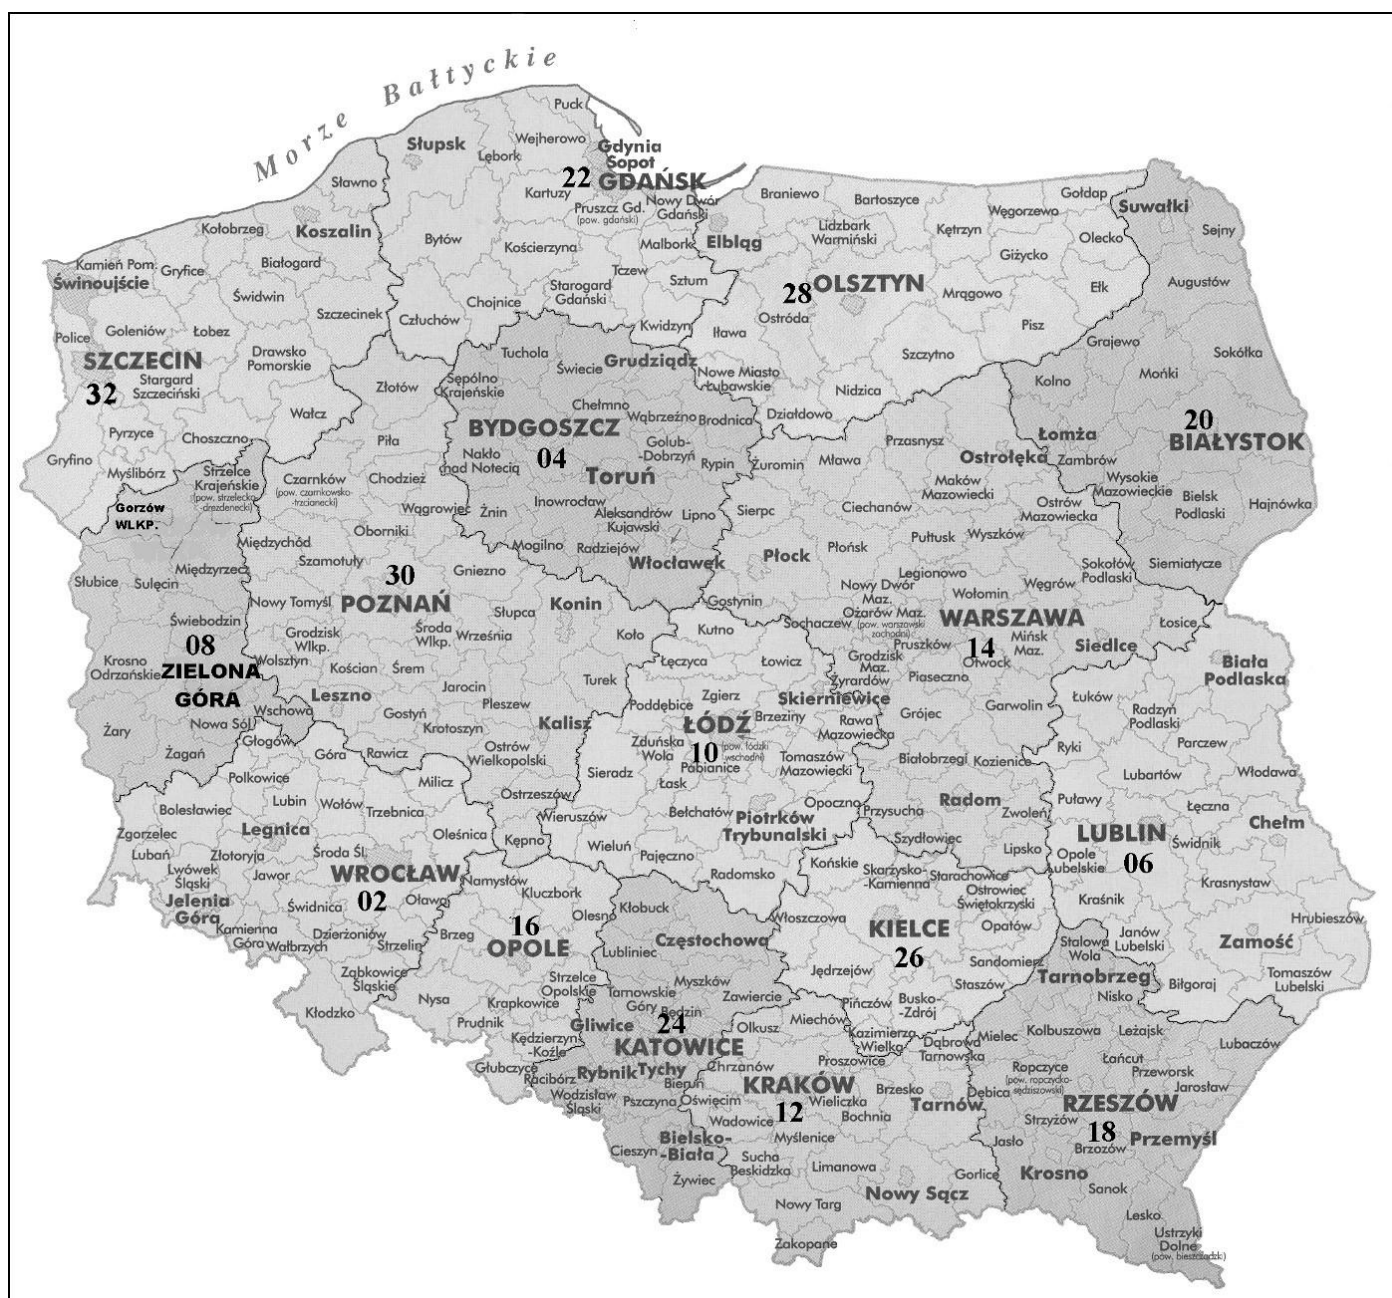 Morze Bałtyckie
Puck
Wejherowo
Słupsk
Lębork
Gdynia
Sopot
22 GDAŃSK
Sławno
Kartuzy
Pruszcz Gd.
(pow. gdański)
Nowy Dwór
Gdański
Kołobrzeg
Koszalin
Bytów
Kościerzyna
Malbork
Elbląg
Braniewo
Bartoszyce
Lidzbark
Warmiński
Kętrzyn
Węgorzewo
Gołdap
Olecko
Giżycko
Suwałki
Sejny
Kamień Pom.
Świnoujście
Gryfice
Białogard
Świdwin
Tczew
Sztum
Starogard
Gdański
Chojnice
Człuchów
Kwidzyn
Szczecinek
28 OLSZTYN
Ostróda
Iława
Mrągowo
Ełk
Pisz
Augustów
Police
Goleniów
Łobez
SZCZECIN
32
Stargard
Szczeciński
Drawsko
Pomorskie
Wałcz
Złotów
Sępólno
Krajeńskie
Tuchola
Świecie
Grudziądz
Nowe Miasto
Lubawskie
Szczytno
Nidzica
Działdowo
Grajewo
Kolno
Mońki
Sokółka
20
BIAŁYSTOK
Łomża
Zambrów
Wysokie
Mazowieckie
Bielsk
Podlaski
Hajnówka
Siemiatycze
Pyrzyce
Choszczno
Gryfino
Myślibórz
Strzelce
Krajeńskie
(pow. strzelecko
-drezdenecki)
Gorzów
WLKP.
Piła
Czarnków
(pow. czarnkowsko
-trzcianecki)
Chodzież
Wągrowiec
Oborniki
BYDGOSZCZ
04
Chełmno
Wąbrzeźno
Brodnica
Golub-
-Dobrzyń
Rypin
Nakło
nad Notecią
Toruń
Żnin
Inowrocław
Aleksandrów
Kujawski
Lipno
Mogilno
Radziejów
Włocławek
Żuromin
Mława
Przasnysz
Ostrołęka
Maków
Mazowiecki
Ostrów
Mazowiecka
Sierpc
Ciechanów
Płock
Płońsk
Pułtusk
Wyszków
Sokołów
Podlaski
Legionowo
Wołomin
Węgrów
Nowy Dwór
Maz.
Ożarów Maz.
(pow. warszawski
zachodni)
WARSZAWA
14
Mińsk
Maz.
Siedlce
Łosice
Gostynin
Sochaczew
Pruszków
Grodzisk
Maz.
Otwock
Żyrardów
Piaseczno
Grójec
Garwolin
Białobrzegi
Kozienice
Przysucha
Radom
Zwoleń
Szydłowiec
Lipsko
Słubice
Sulęcin
Międzyrzecz
Międzychód
Szamotuły
30
POZNAŃ
Gniezno
Słupca
Konin
Nowy Tomyśl
Świebodzin
08
ZIELONA
GÓRA
Krosno
Odrzańskie
Grodzisk
Wlkp.
Środa
Wlkp.
Września
Koło
Wolsztyn
Kościan
Śrem
Turek
Leszno
Jarocin
Pleszew
Gostyń
Krotoszyn
Kalisz
Wschowa
Nowa Sól
Żary
Żagań
Rawicz
Ostrów
Wielkopolski
Ostrzeszów
Kępno
Kutno
Łęczyca
Łowicz
Zgierz
Poddębice
Skierniewice
ŁÓDŹ
10
(pow. łódzki
wschodni)
Brzeziny
Rawa
Mazowiecka
Zduńska
Wola
Pabianice
Tomaszów
Mazowiecki
Sieradz
Łask
Bełchatów
Piotrków
Trybunalski
Opoczno
Wieruszów
Wieluń
Pajęczno
Radomsko
Biała
Podlaska
Łuków
Radzyń
Podlaski
Ryki
Parczew
Lubartów
Włodawa
Puławy
Łęczna
Chełm
LUBLIN
06
Świdnik
Opole
Lubelskie
Krasnystaw
Kraśnik
Janów
Lubelski
Zamość
Hrubieszów
Biłgoraj
Tomaszów
Lubelski
Głogów
Góra
Polkowice
Milicz
Bolesławiec
Lubin
Wołów
Trzebnica
Zgorzelec
Legnica
Oleśnica
Lubań
Złotoryja
Środa Śl.
Lwówek
Śląski
Jawor
WROCŁAW
02
Oława
Jelenia
Góra
Świdnica
Kamienna
Góra
Wałbrzych
Dzierżoniów
Strzelin
Ząbkowice
Śląskie
Kłodzko
Namysłów
Kluczbork
16
OPOLE
Olesno
Brzeg
Strzelce
Opolskie
Nysa
Krapkowice
Prudnik
Kędzierzyn
-Koźle
Głubczyce
Kłobuck
Częstochowa
Lubliniec
Myszków
Tarnowskie
Góry
Będzin
Zawiercie
Gliwice
24
KATOWICE
Rybnik
Tychy
Racibórz
Wodzisław
Śląski
Bieruń
Pszczyna
Bielsko-
-Biała
Cieszyn
Żywiec
Końskie
Skarżysko-
-Kamienna
Starachowice
Ostrowiec
Świętokrzyski
Włoszczowa
KIELCE
26
Opatów
Sandomierz
Jędrzejów
Staszów
Pińczów
Busko-
-Zdrój
Kazimierza
Wielka
Olkusz
Miechów
Proszowice
Dąbrowa
Tarnowska
Chrzanów
KRAKÓW
12
Oświęcim
Wieliczka
Brzesko
Bochnia
Tarnów
Wadowice
Myślenice
Sucha
Beskidzka
Limanowa
Gorlice
Nowy Sącz
Nowy Targ
Zakopane
Stalowa
Wola
Tarnobrzeg
Nisko
Mielec
Kolbuszowa
Leżajsk
Lubaczów
Łańcut
Ropczyce
(pow. ropczycko-
sędziszowski)
Przeworsk
Jarosław
Dębica
RZESZÓW
18
Strzyżów
Przemyśl
Brzozów
Jasło
Krosno
Sanok
Lesko
Ustrzyki
Dolne
(pow. bieszczadzki)